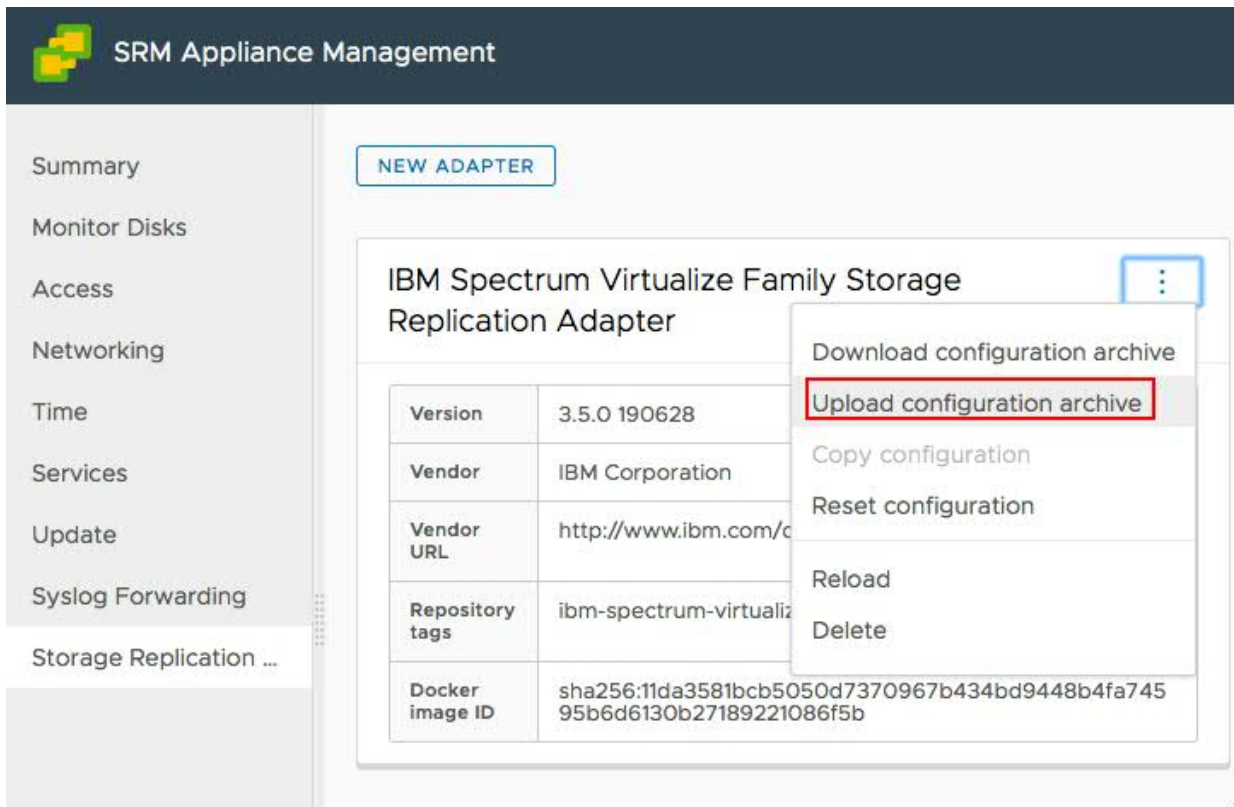 SRM Appliance Management
Summary
Monitor Disks
Access
Networking
Time
Services
Update
Syslog Forwarding
Storage Replication ...
NEW ADAPTER
IBM Spectrum Virtualize Family Storage
Replication Adapter
Download configuration archive
Upload configuration archive
Copy configuration
Reset configuration
Reload
Delete
Version
3.5.0 190628
Vendor
IBM Corporation
Vendor
URL
http://www.ibm.com/
Repository
tags
ibm-spectrum-virtualiz
Docker
image ID
sha256:11da3581bcb5050d7370967b434bd9448b4fa745
95b6d6130b27189221086f5b